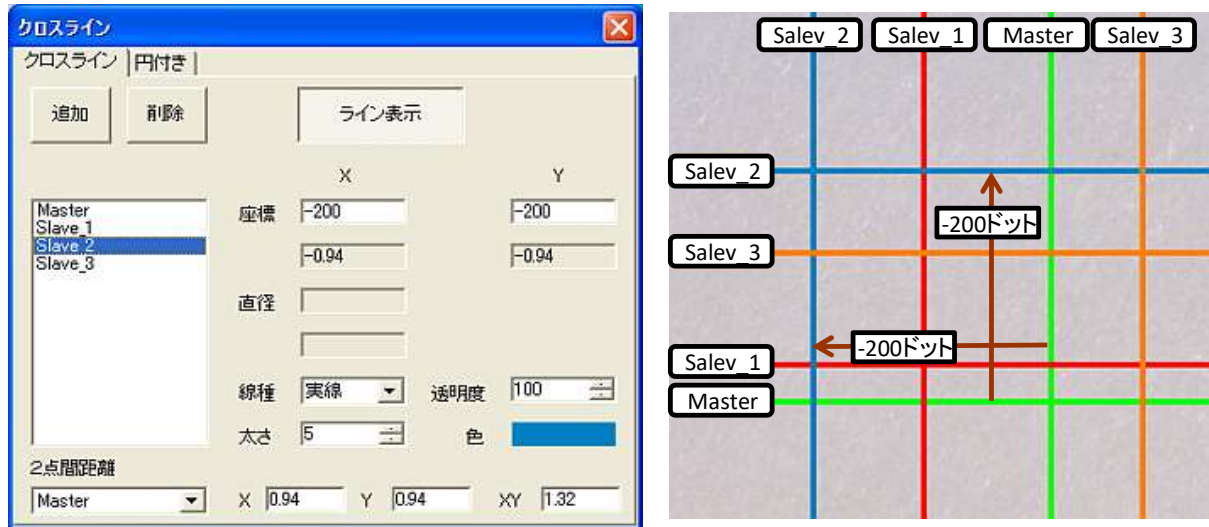 クロスライン
クロスライン 円付き
追加 削除 ライン表示
X Y
Master
Slave_1
Slave_2
Slave_3
座標 -200 -200
-0.94 -0.94
直径
線種 実線 透明度 100
太さ 5 色
2点間距離
Master X 0.94 Y 0.94 XY 1.32
Salev_2 Salev_1 Master Salev_3
Salev_2
-200ドット
Salev_3
-200ドット
Salev_1
Master